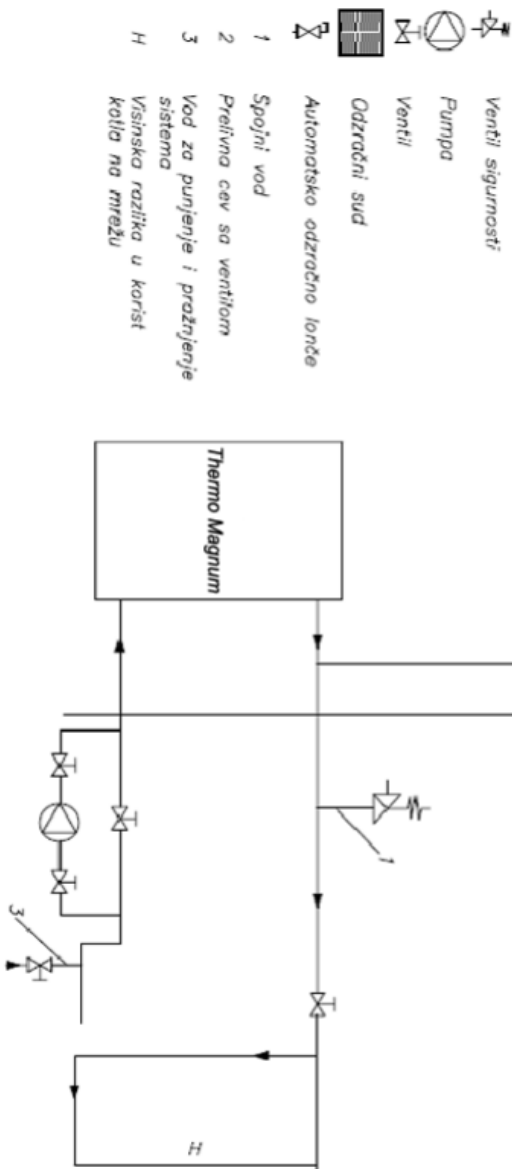 Ventil sigurnosti
Pumpa
Ventil
Odzračni sud
Automatsko odzračno lonče
1 Spojni vod
2 Prelivna cev sa ventilom
3 Vod za punjenje i pražnjenje
sistema
H Visinska razlika u korist
kotla na mrežu
Thermo Magnum
1
3
H